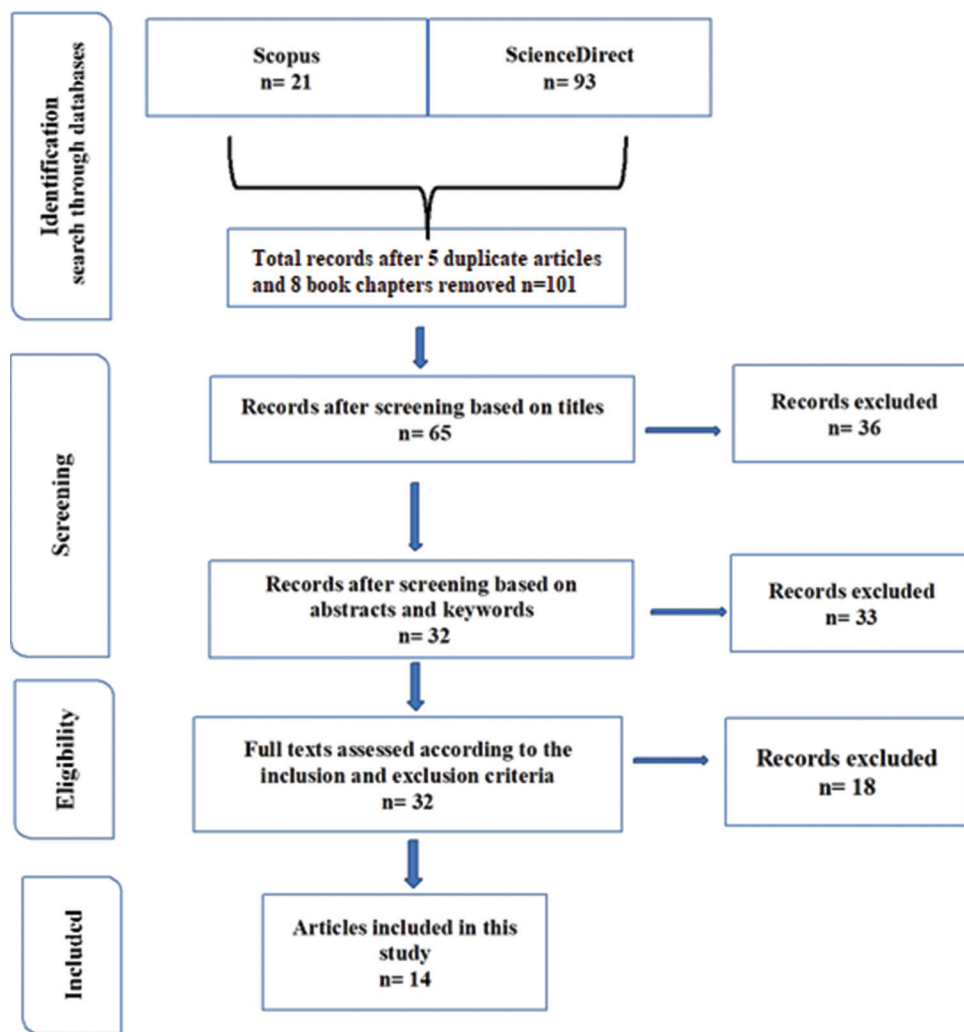 Identification
search through databases
Scopus
n= 21
ScienceDirect
n= 93
Total records after 5 duplicate articles
and 8 book chapters removed n=101
Screening
Records after screening based on titles
n= 65
Records excluded
n= 36
Records after screening based on
abstracts and keywords
n= 32
Records excluded
n= 33
Eligibility
Full texts assessed according to the
inclusion and exclusion criteria
n= 32
Records excluded
n= 18
Included
Articles included in this
study
n= 14